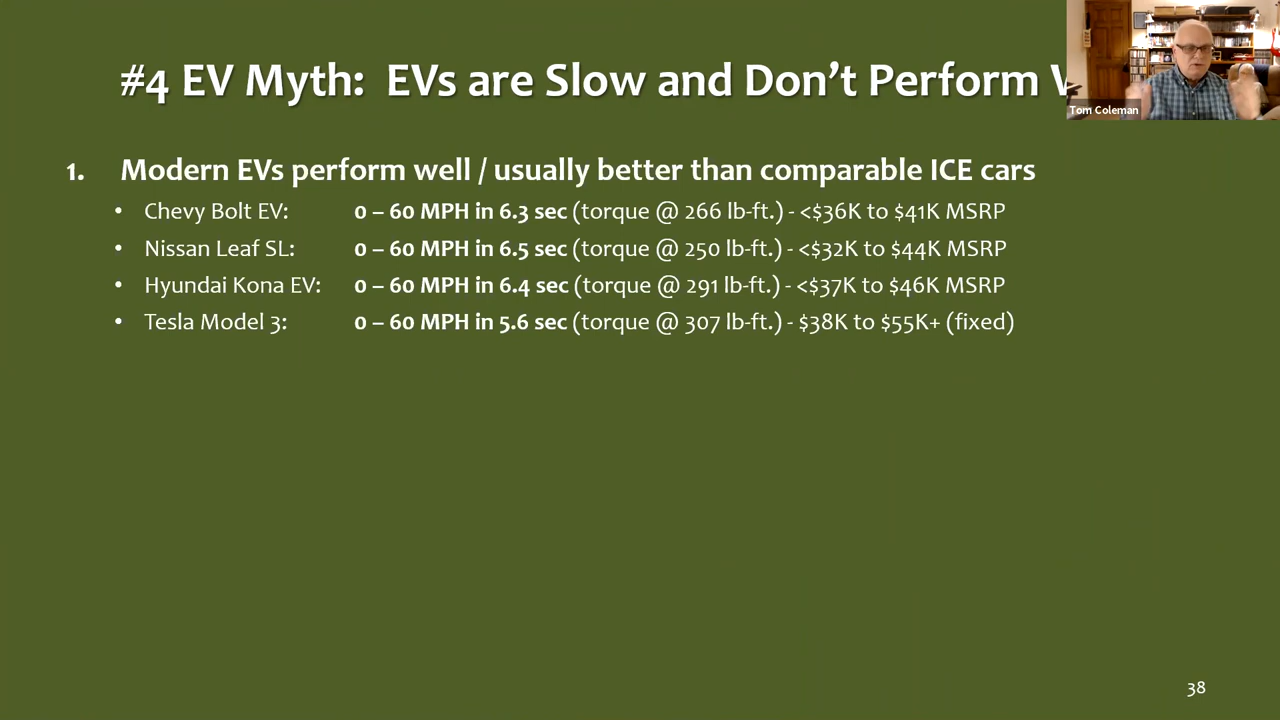 #4 EV Myth:  EVs are Slow and Don't Perform
Tom Coleman
1. Modern EVs perform well / usually better than comparable ICE cars
• Chevy Bolt EV: 0 – 60 MPH in 6.3 sec (torque @ 266 lb-ft.) - <$36K to $41K MSRP
• Nissan Leaf SL: 0 – 60 MPH in 6.5 sec (torque @ 250 lb-ft.) - <$32K to $44K MSRP
• Hyundai Kona EV: 0 – 60 MPH in 6.4 sec (torque @ 291 lb-ft.) - <$37K to $46K MSRP
• Tesla Model 3: 0 – 60 MPH in 5.6 sec (torque @ 307 lb-ft.) - $38K to $55K+ (fixed)
38